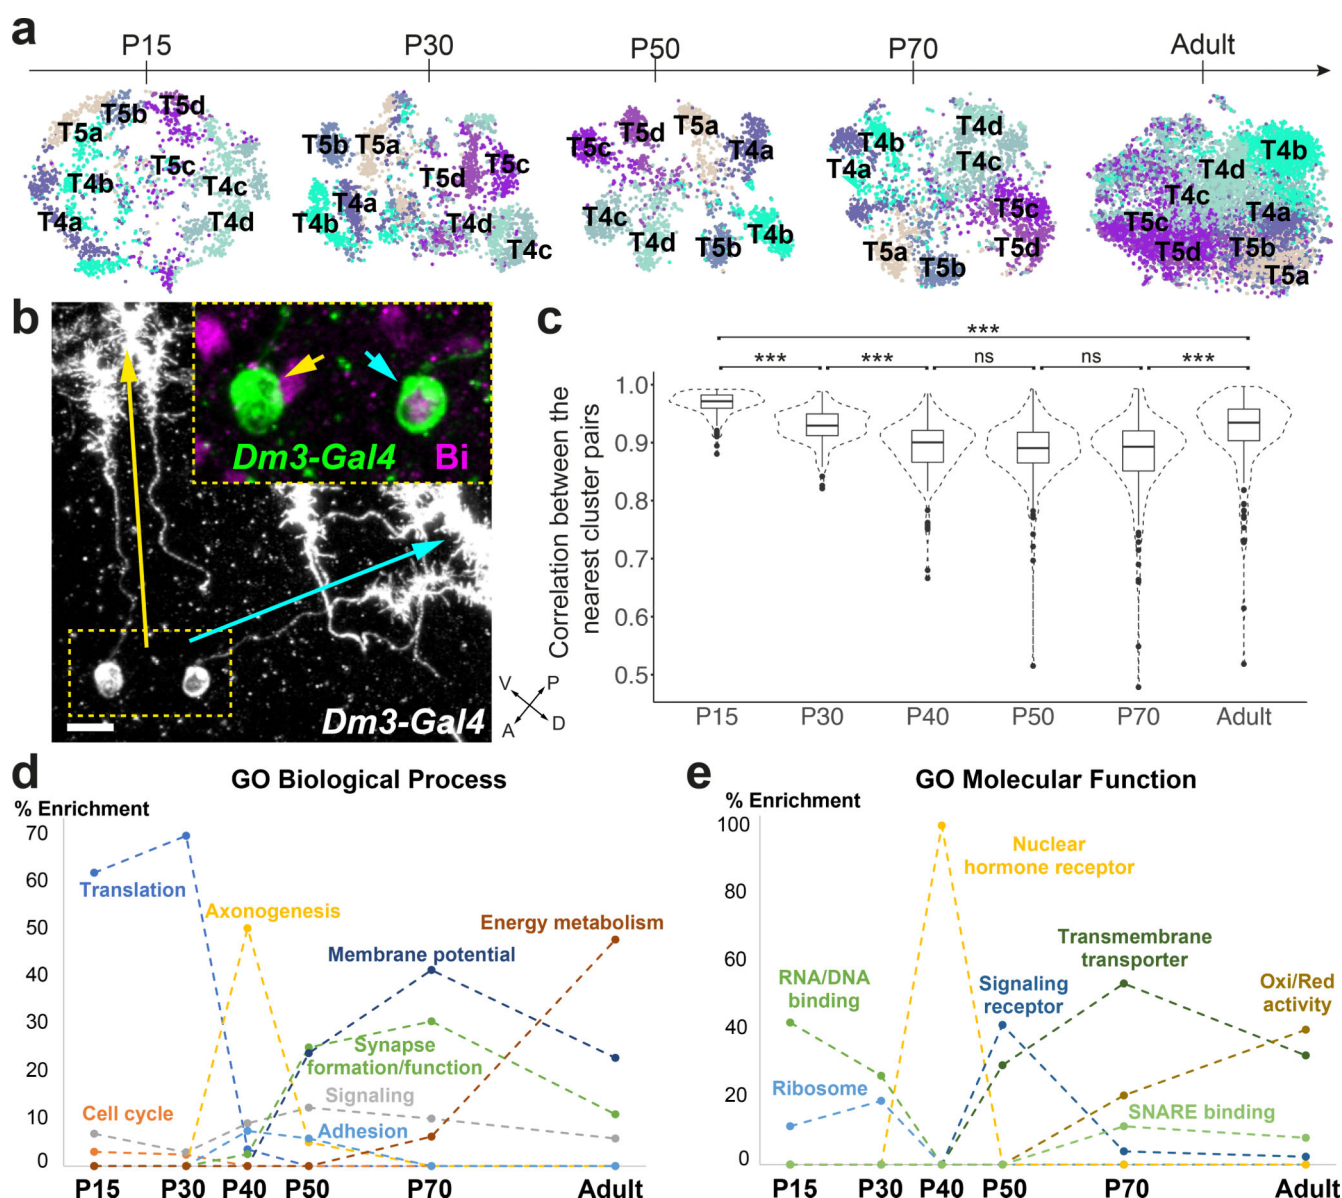 a
P15 P30 P50 P70 Adult
T5b T5d
T5a
T5c
T4b T4c
T4a T4d
T5b T5a
T5c
T5d
T4a
T4b T4d
T4c
T5d T5a
T5c T4a
T4c
T4d T5b T4b
T4b T4d
T4a T4c
T5c
T5a T5d
T5b
T4b
T4d
T4c
T4a
T5c
T5d T5b
T5a
b
Dm3-Gal4 Bi
Dm3-Gal4
V P
A D
c
***
*** *** ns ns ***
Correlation between the
nearest cluster pairs
1.0
0.9
0.8
0.7
0.6
0.5
P15 P30 P40 P50 P70 Adult
d
GO Biological Process
% Enrichment
70
60
50
40
30
20
10
0
Translation
Axonogenesis
Energy metabolism
Membrane potential
Synapse
formation/function
Signaling
Cell cycle
Adhesion
P15 P30 P40 P50 P70 Adult
e
GO Molecular Function
% Enrichment
100
80
60
40
20
0
Nuclear
hormone receptor
Transmembrane
transporter
RNA/DNA
binding
Signaling
receptor
Oxi/Red
activity
Ribosome
SNARE binding
P15 P30 P40 P50 P70 Adult